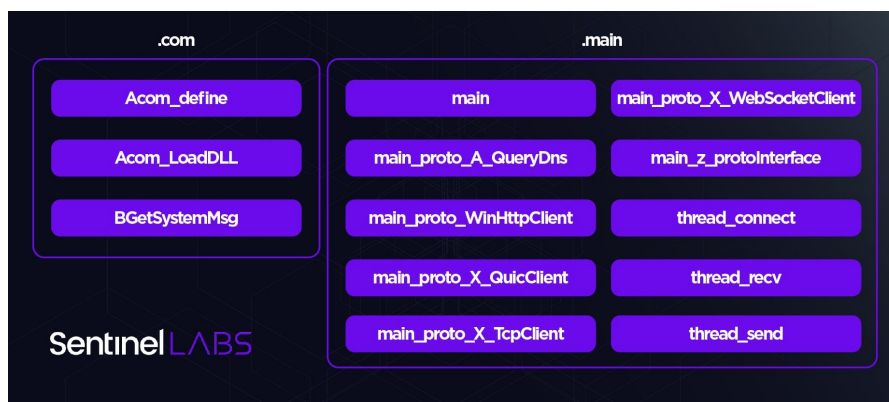 .com
Acom_define
Acom_LoadDLL
BGetSystemMsg
.main
main
main_proto_A_QueryDns
main_proto_WinHttpClient
main_proto_X_QuicClient
main_proto_X_TcpClient
main_proto_X_WebSocketClient
main_z_protoInterface
thread_connect
thread_recv
thread_send
SentinelLABS